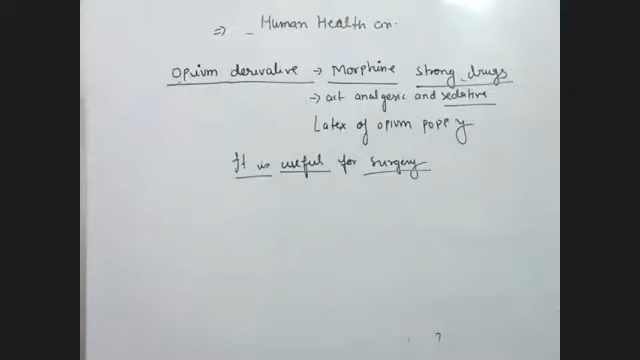 ⇒ – Human Health an.
Opium derivative → Morphine strong drugs
→ act analgesic and sedative
Latex of opium poppy
It is useful for surgery
?